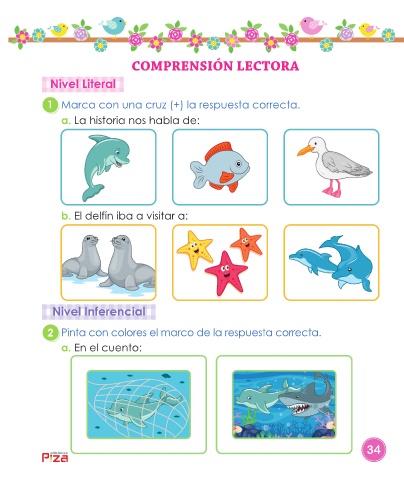 COMPRENSIÓN LECTORA
Nivel Literal
1 Marca con una cruz (+) la respuesta correcta.
a. La historia nos habla de:
b. El delfín iba a visitar a:
Nivel Inferencial
2 Pinta con colores el marco de la respuesta correcta.
a. En el cuento:
34